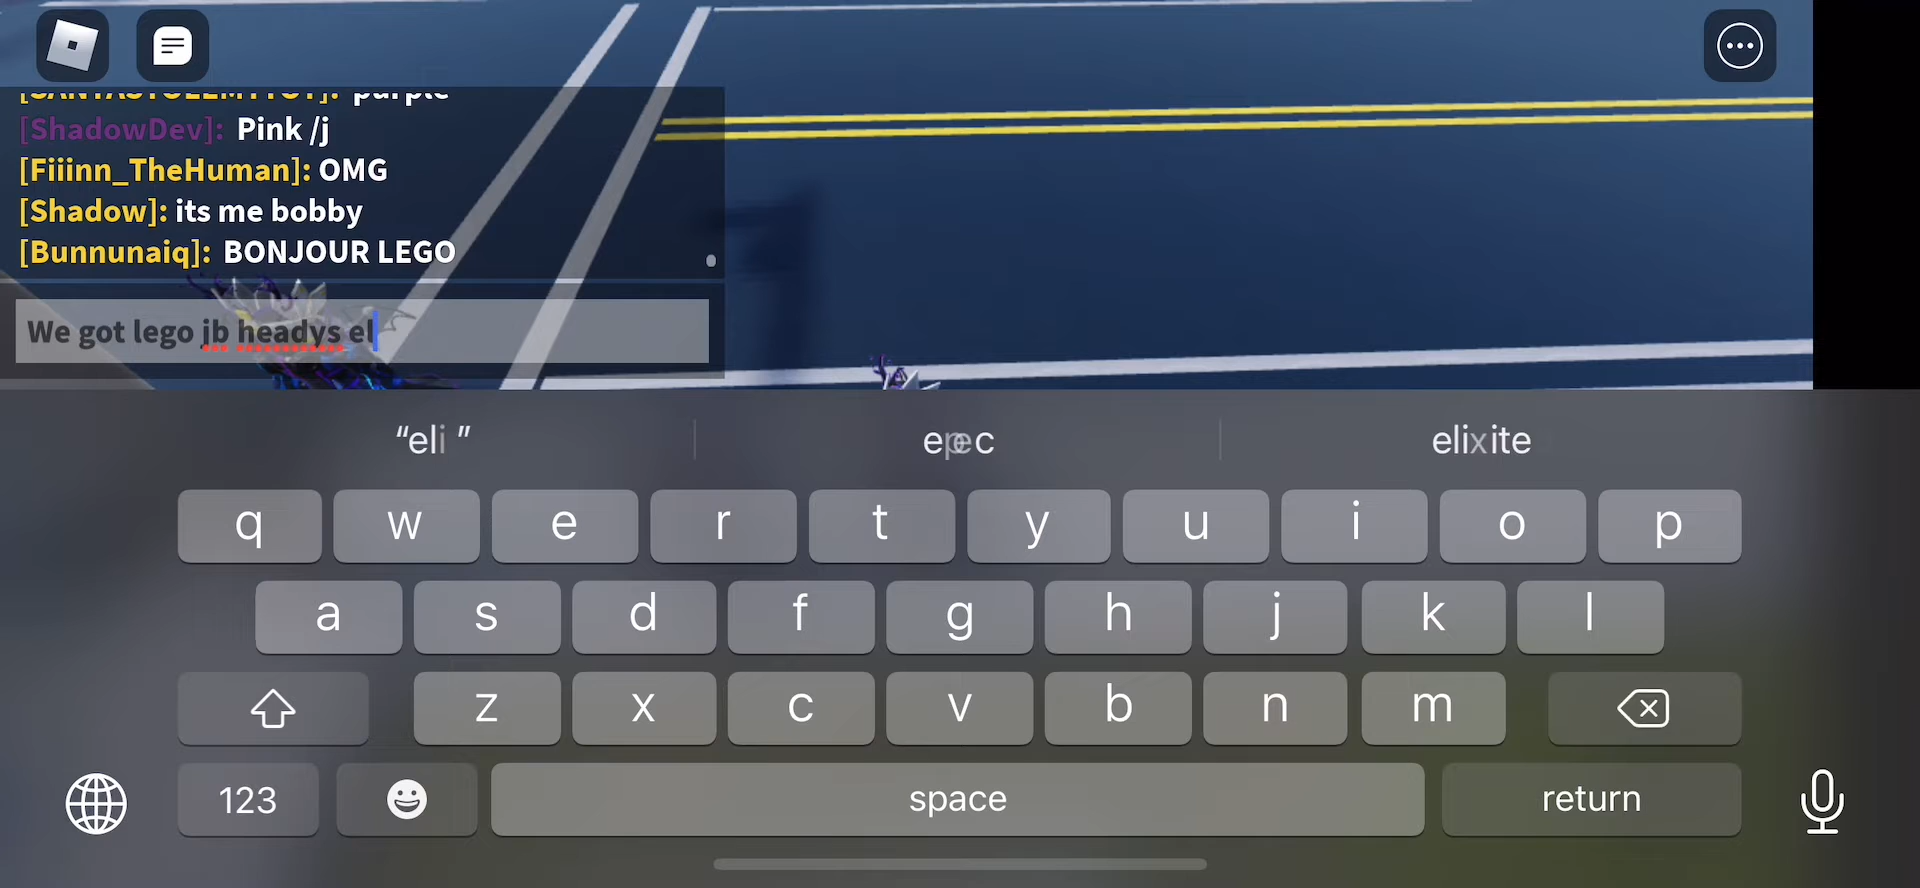 purple
[ShadowDev]: Pink /j
[Fiiinn_TheHuman]: OMG
[Shadow]: its me bobby
[Bunnunaiq]: BONJOUR LEGO
We got lego jb headys el
“eli ”
q w e r t y u i o p
a s d f g h j k l
z x c v b n m
123 space return